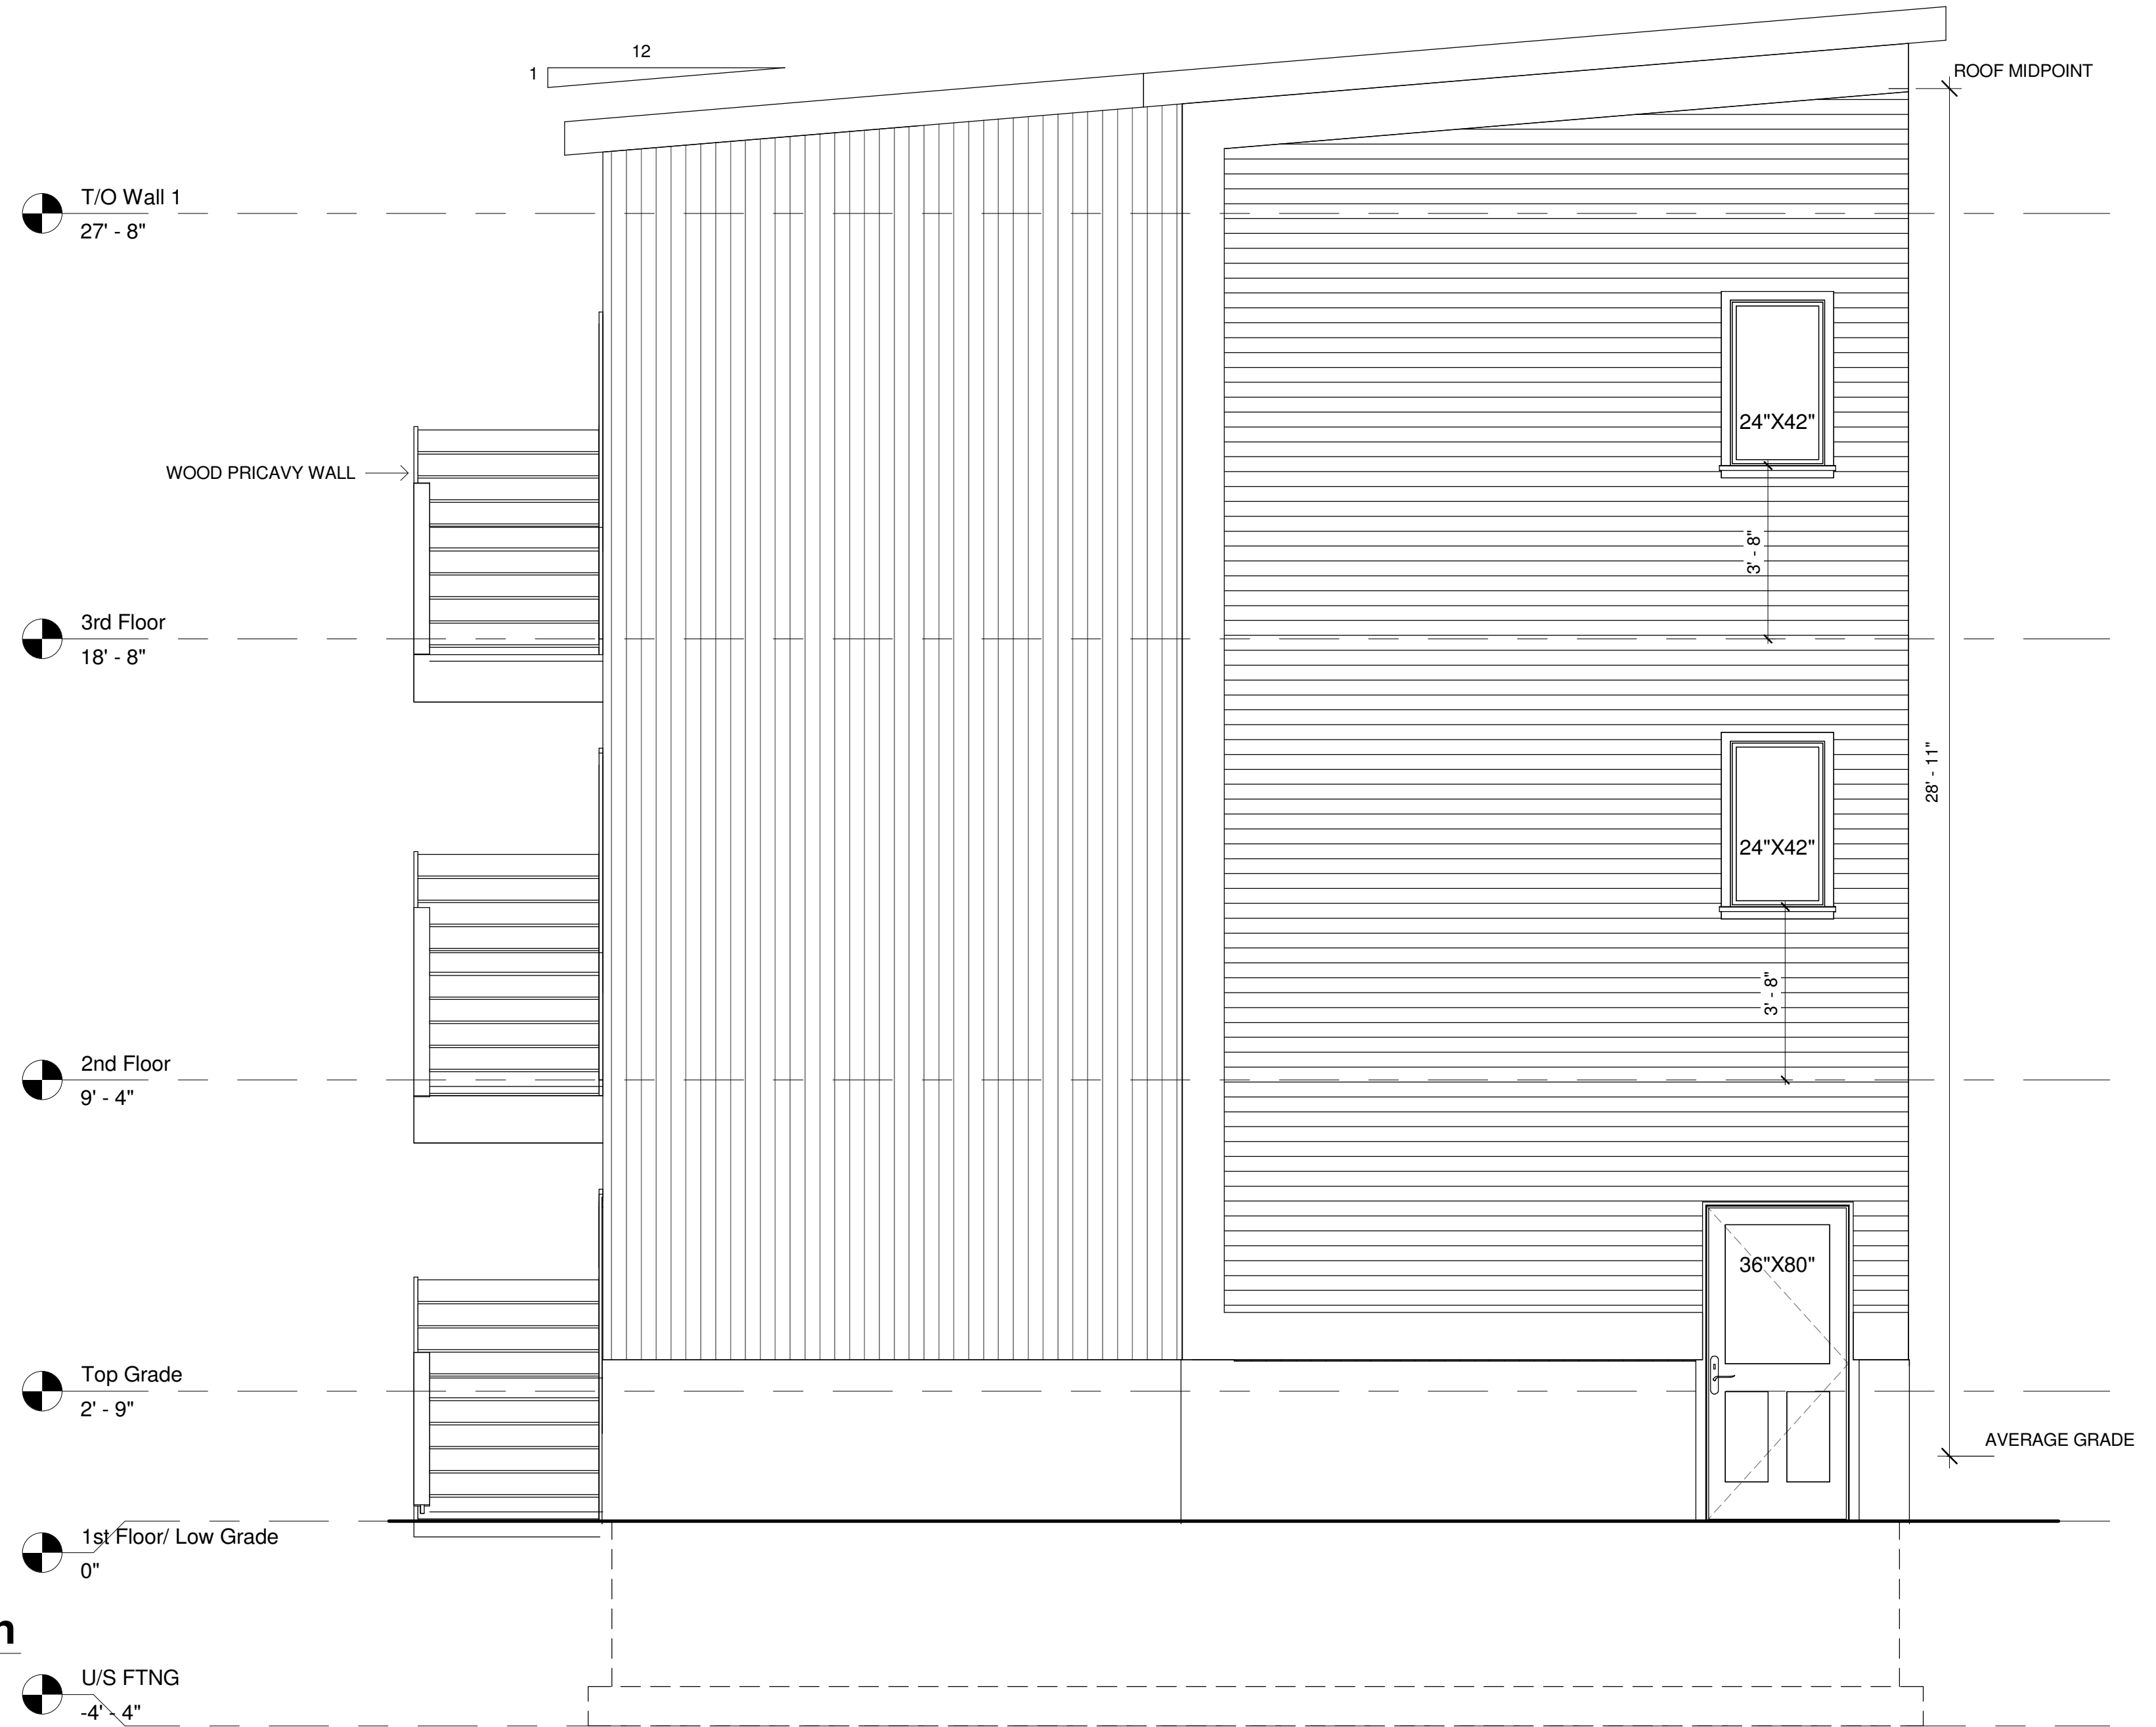 12
1
ROOF MIDPOINT
T/O Wall 1
27' - 8"
24"X42"
WOOD PRICAVY WALL
3' - 8"
3rd Floor
18' - 8"
28' - 11"
24"X42"
3' - 8"
2nd Floor
9' - 4"
36"X80"
Top Grade
2' - 9"
AVERAGE GRADE
1st Floor/ Low Grade
0"
n
U/S FTNG
-4' - 4"